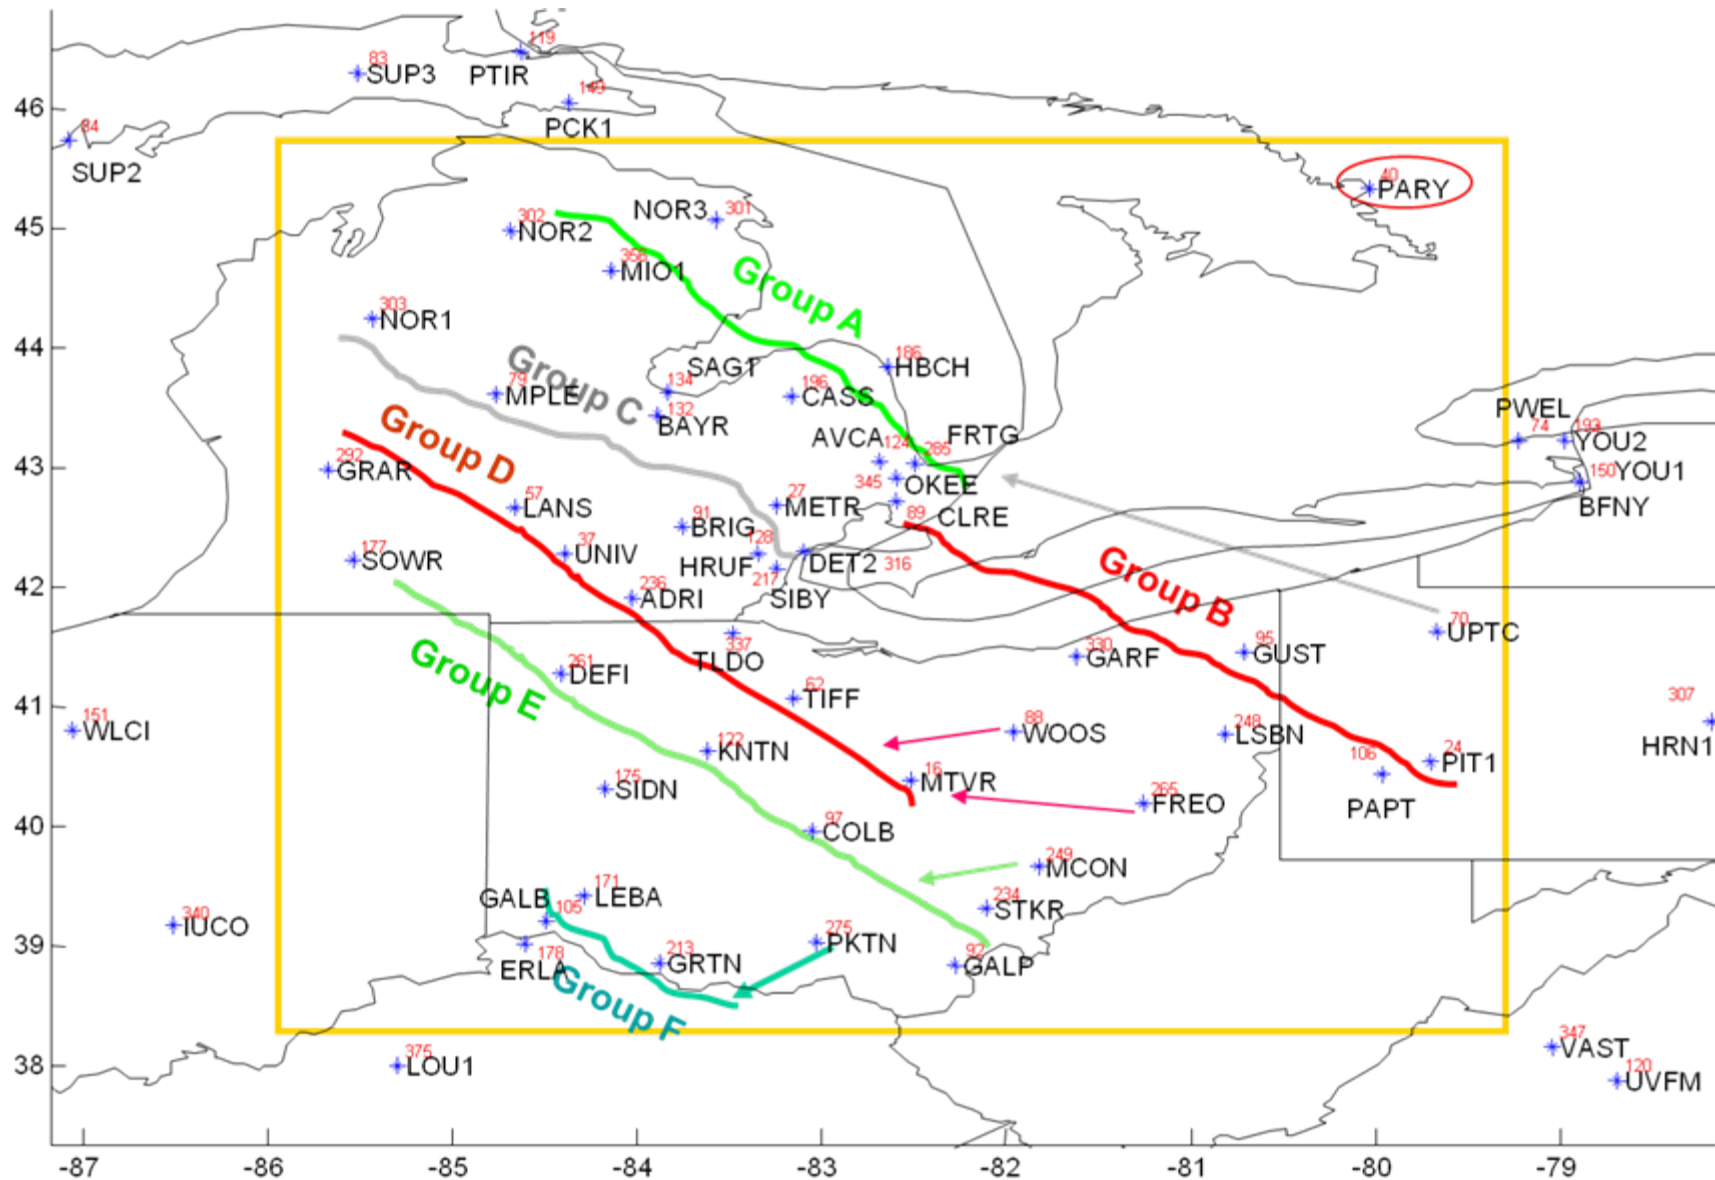 119
83
SUP3
PTIR
149
46
PCK1
84
SUP2
40
PARY
NOR3
301
302
NOR2
45
358
MIO1
Group A
303
NOR1
44
Group C
SAG1
186
HBCH
79
MPLE
134
196
CASS
132
BAYR
PWEL
74
193
YOU2
Group D
AVCA
124
FRTG
285
43
292
GRAR
345
OKEE
150
YOU1
BFNY
57
LANS
27
METR
91
BRIG
89
CLRE
177
SOWR
37
UNIV
128
HRUF
DET2
316
217
Group B
42
236
ADRI
SIBY
70
UPTC
337
TLDO
330
GARF
95
GUST
Group E
261
DEFI
62
TIFF
41
151
WLCI
88
WOOS
248
LSBN
307
HRN1
122
KNTN
106
24
PIT1
175
SIDN
16
MTVR
265
FREO
PAPT
40
97
COLB
249
MCON
GALB
105
171
LEBA
234
STKR
340
IUCO
39
178
ERLA
213
GRTN
275
PKTN
92
GALP
Group F
38
375
LOU1
347
VAST
120
UVFM
-87
-86
-85
-84
-83
-82
-81
-80
-79